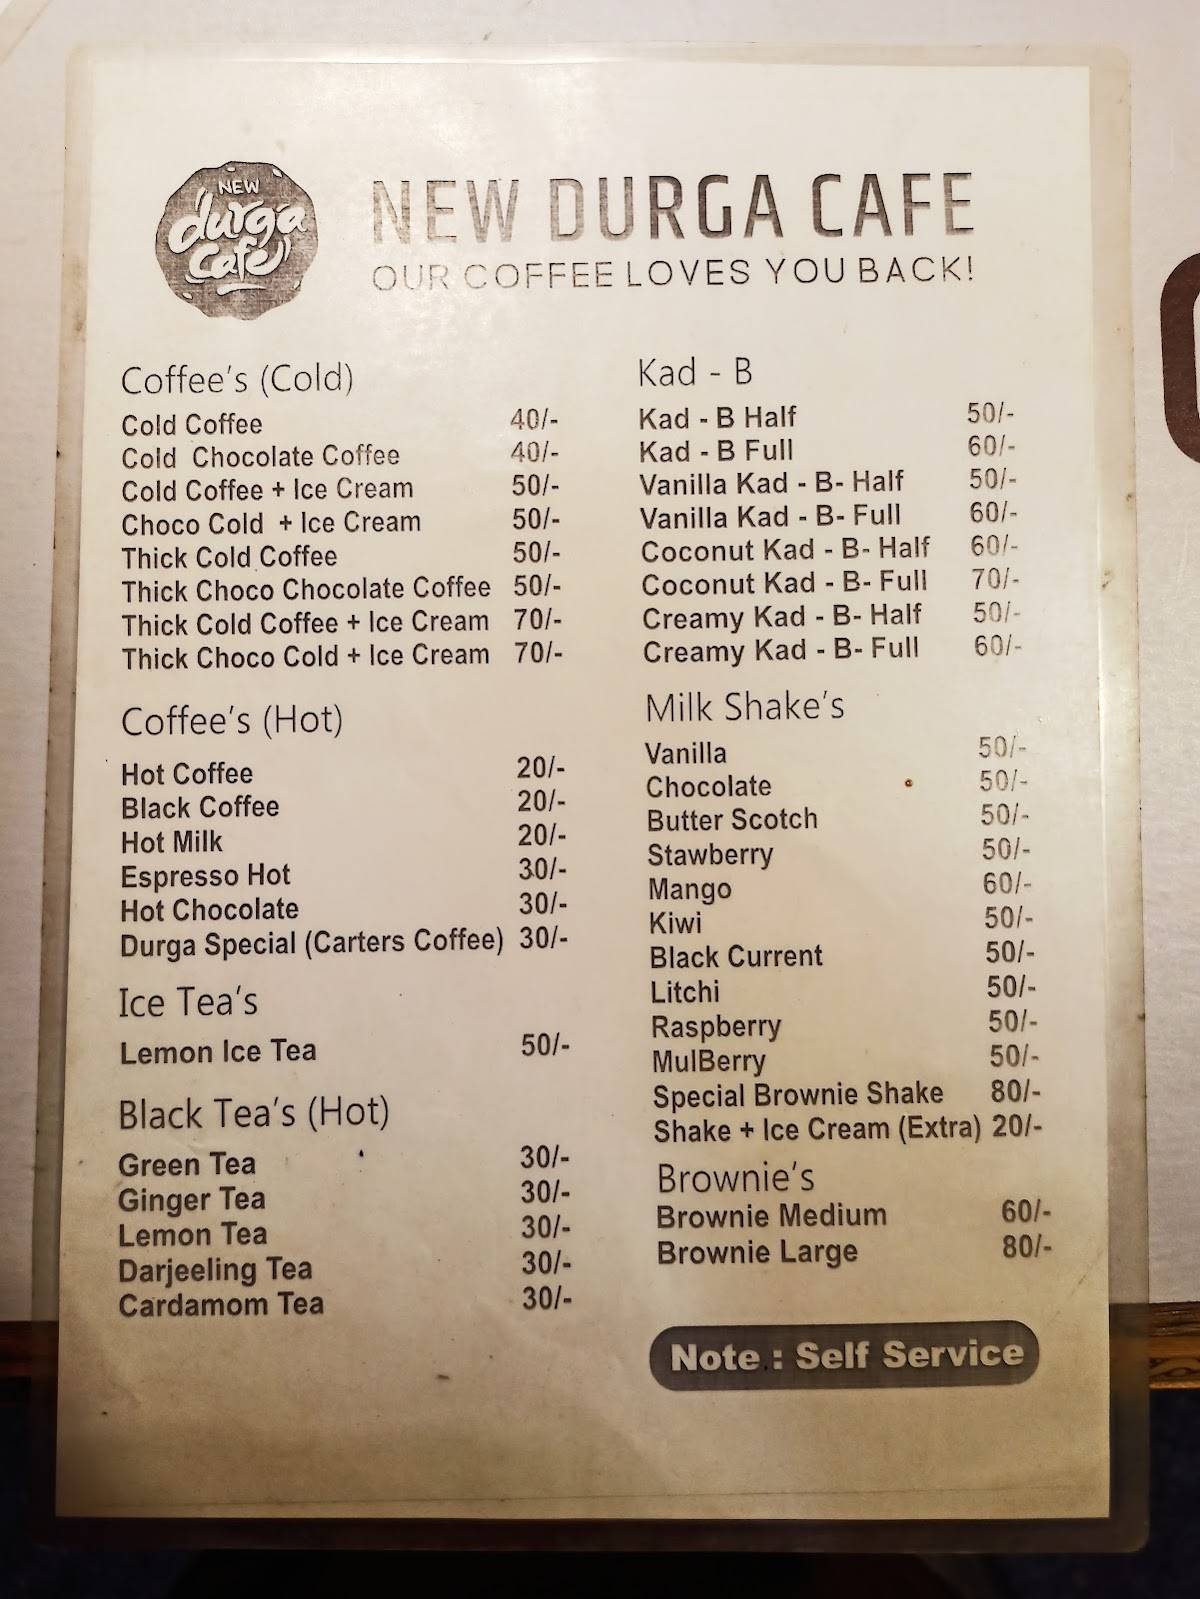 NEW
durga
Cafe
NEW DURGA CAFE
OUR COFFEE LOVES YOU BACK!
Coffee's (Cold)
Cold Coffee 40/-
Cold Chocolate Coffee 40/-
Cold Coffee + Ice Cream 50/-
Choco Cold + Ice Cream 50/-
Thick Cold Coffee 50/-
Thick Choco Chocolate Coffee 50/-
Thick Cold Coffee + Ice Cream 70/-
Thick Choco Cold + Ice Cream 70/-
Coffee's (Hot)
Hot Coffee 20/-
Black Coffee 20/-
Hot Milk 20/-
Espresso Hot 30/-
Hot Chocolate 30/-
Durga Special (Carters Coffee) 30/-
Ice Tea's
Lemon Ice Tea 50/-
Black Tea's (Hot)
Green Tea 30/-
Ginger Tea 30/-
Lemon Tea 30/-
Darjeeling Tea 30/-
Cardamom Tea 30/-
Kad - B
Kad - B Half 50/-
Kad - B Full 60/-
Vanilla Kad - B- Half 50/-
Vanilla Kad - B- Full 60/-
Coconut Kad - B- Half 60/-
Coconut Kad - B- Full 70/-
Creamy Kad - B- Half 50/-
Creamy Kad - B- Full 60/-
Milk Shake's
Vanilla 50/-
Chocolate 50/-
Butter Scotch 50/-
Stawberry 50/-
Mango 60/-
Kiwi 50/-
Black Current 50/-
Litchi 50/-
Raspberry 50/-
MulBerry 50/-
Special Brownie Shake 80/-
Shake + Ice Cream (Extra) 20/-
Brownie's
Brownie Medium 60/-
Brownie Large 80/-
Note : Self Service